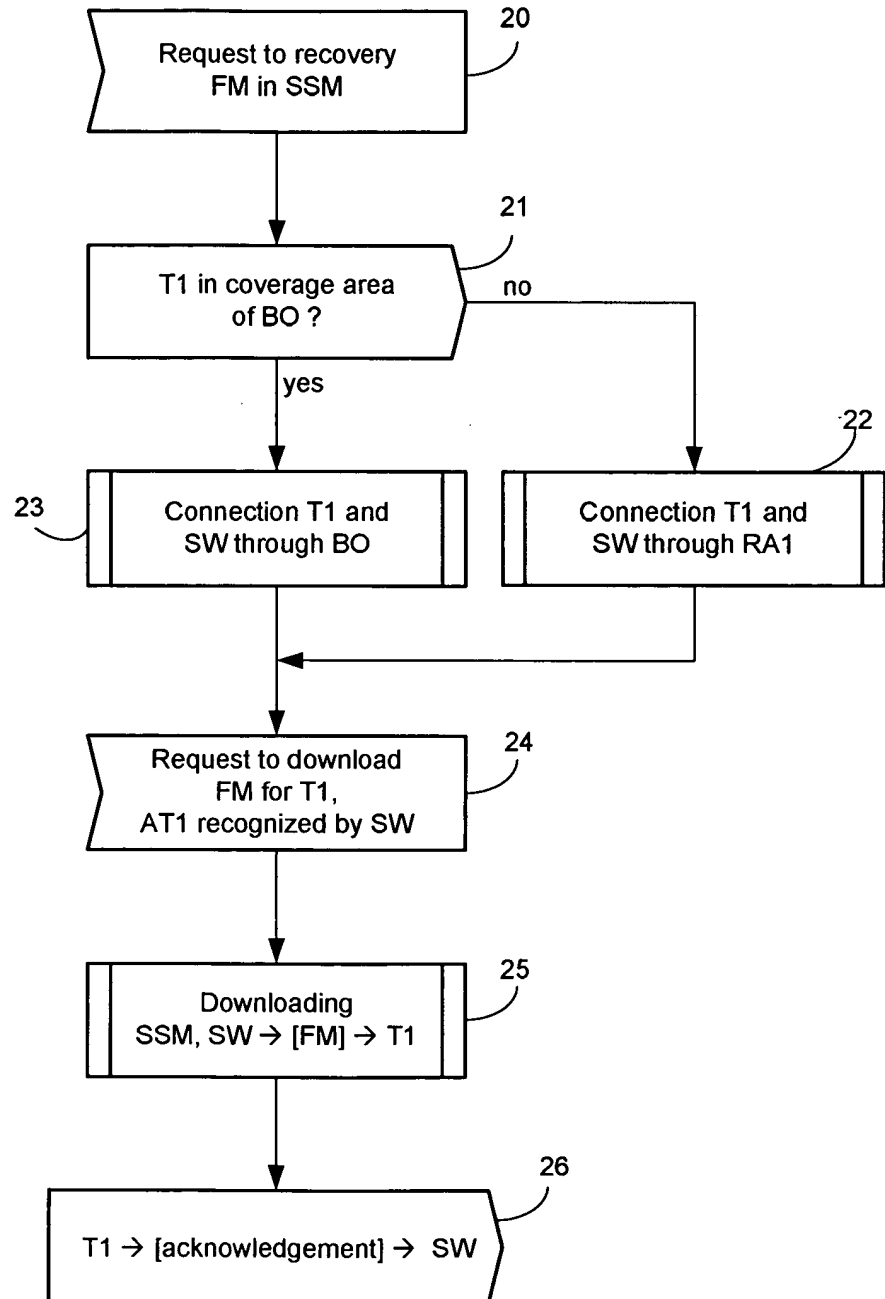 20
Request to recovery
FM in SSM
21
T1 in coverage area
of BO ?
no
yes
22
23
Connection T1 and
SW through BO
Connection T1 and
SW through RA1
24
Request to download
FM for T1,
AT1 recognized by SW
25
Downloading
SSM, SW → [FM] → T1
26
T1 → [acknowledgement] → SW